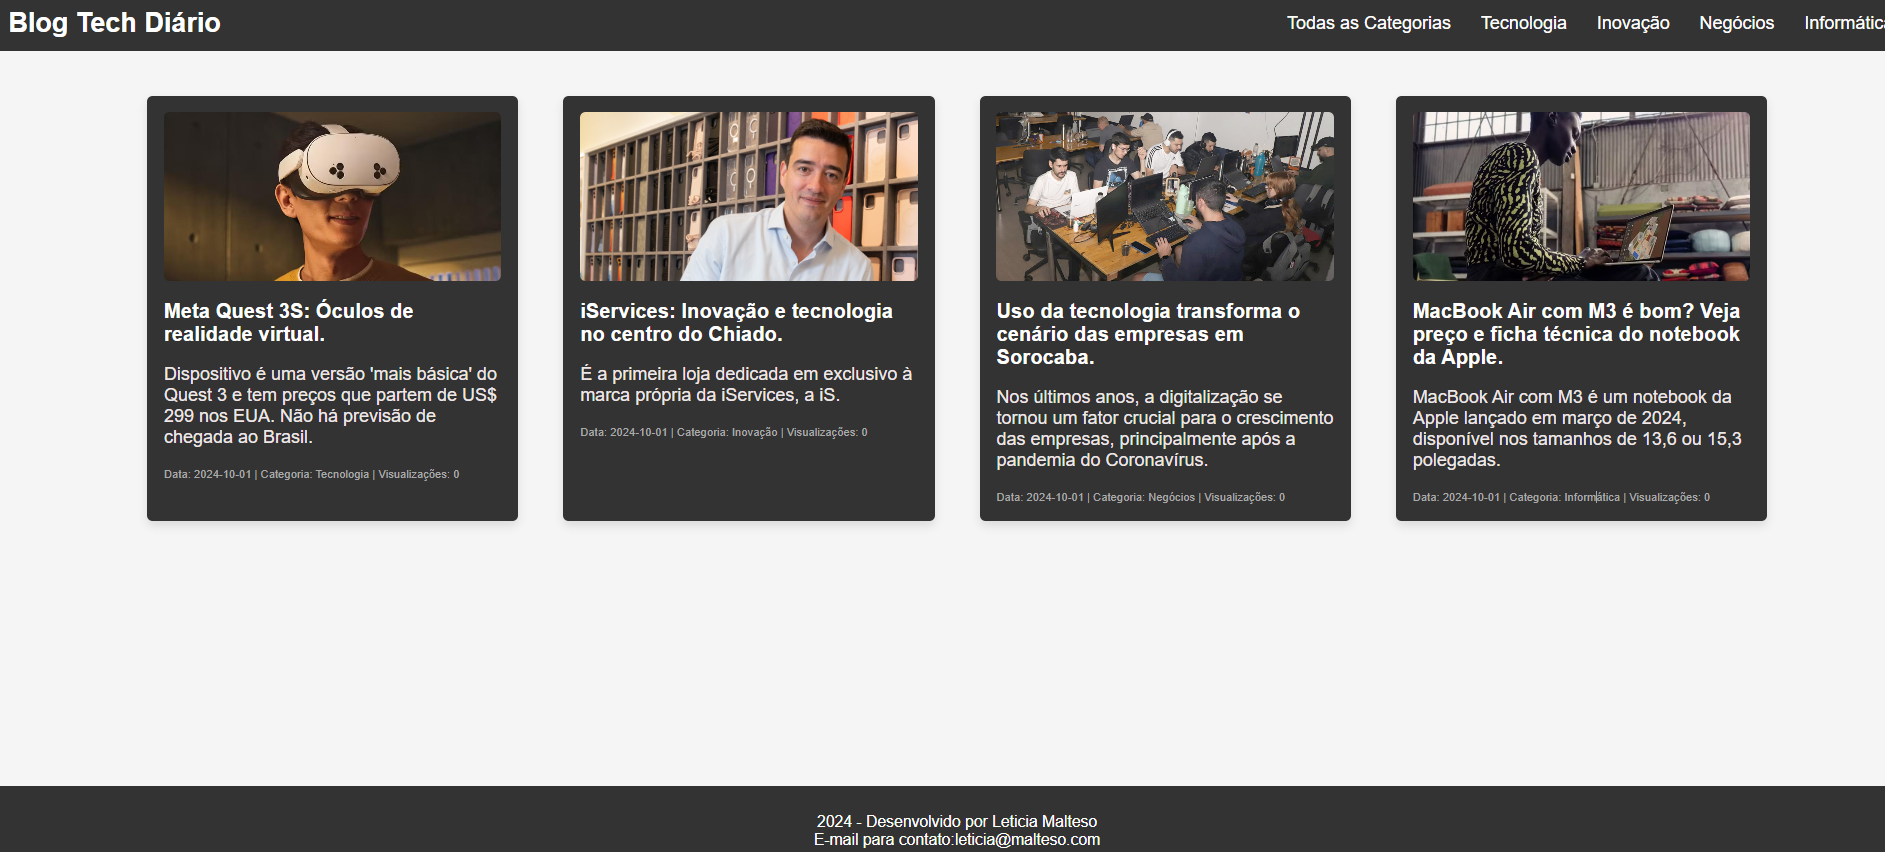 Blog Tech Diário
Todas as Categorias
Tecnologia
Inovação
Negócios
Informátic
Meta Quest 3S: Óculos de
realidade virtual.
Dispositivo é uma versão 'mais básica' do
Quest 3 e tem preços que partem de US$
299 nos EUA. Não há previsão de
chegada ao Brasil.
Data: 2024-10-01 | Categoria: Tecnologia | Visualizações: 0
iServices: Inovação e tecnologia
no centro do Chiado.
É a primeira loja dedicada em exclusivo à
marca própria da iServices, a iS.
Data: 2024-10-01 | Categoria: Inovação | Visualizações: 0
Uso da tecnologia transforma o
cenário das empresas em
Sorocaba.
Nos últimos anos, a digitalização se
tornou um fator crucial para o crescimento
das empresas, principalmente após a
pandemia do Coronavírus.
Data: 2024-10-01 | Categoria: Negócios | Visualizações: 0
MacBook Air com M3 é bom? Veja
preço e ficha técnica do notebook
da Apple.
MacBook Air com M3 é um notebook da
Apple lançado em março de 2024,
disponível nos tamanhos de 13,6 ou 15,3
polegadas.
Data: 2024-10-01 | Categoria: Informática | Visualizações: 0
2024 - Desenvolvido por Leticia Malteso
E-mail para contato:leticia@malteso.com